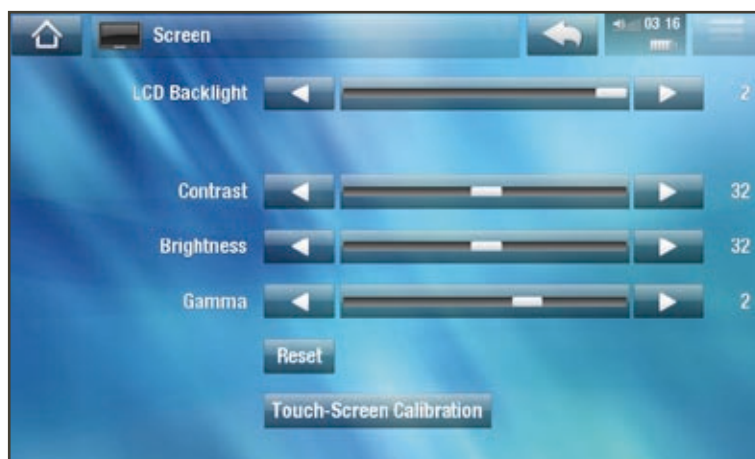 Screen 03 16
LCD Backlight 2
Contrast 32
Brightness 32
Gamma 2
Reset
Touch-Screen Calibration